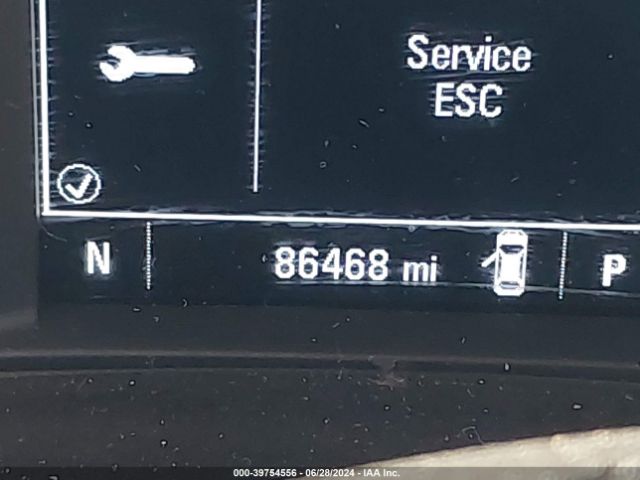 Service
ESC
N 86468 mi P
000-39754556 - 06/28/2024 - IAA Inc.